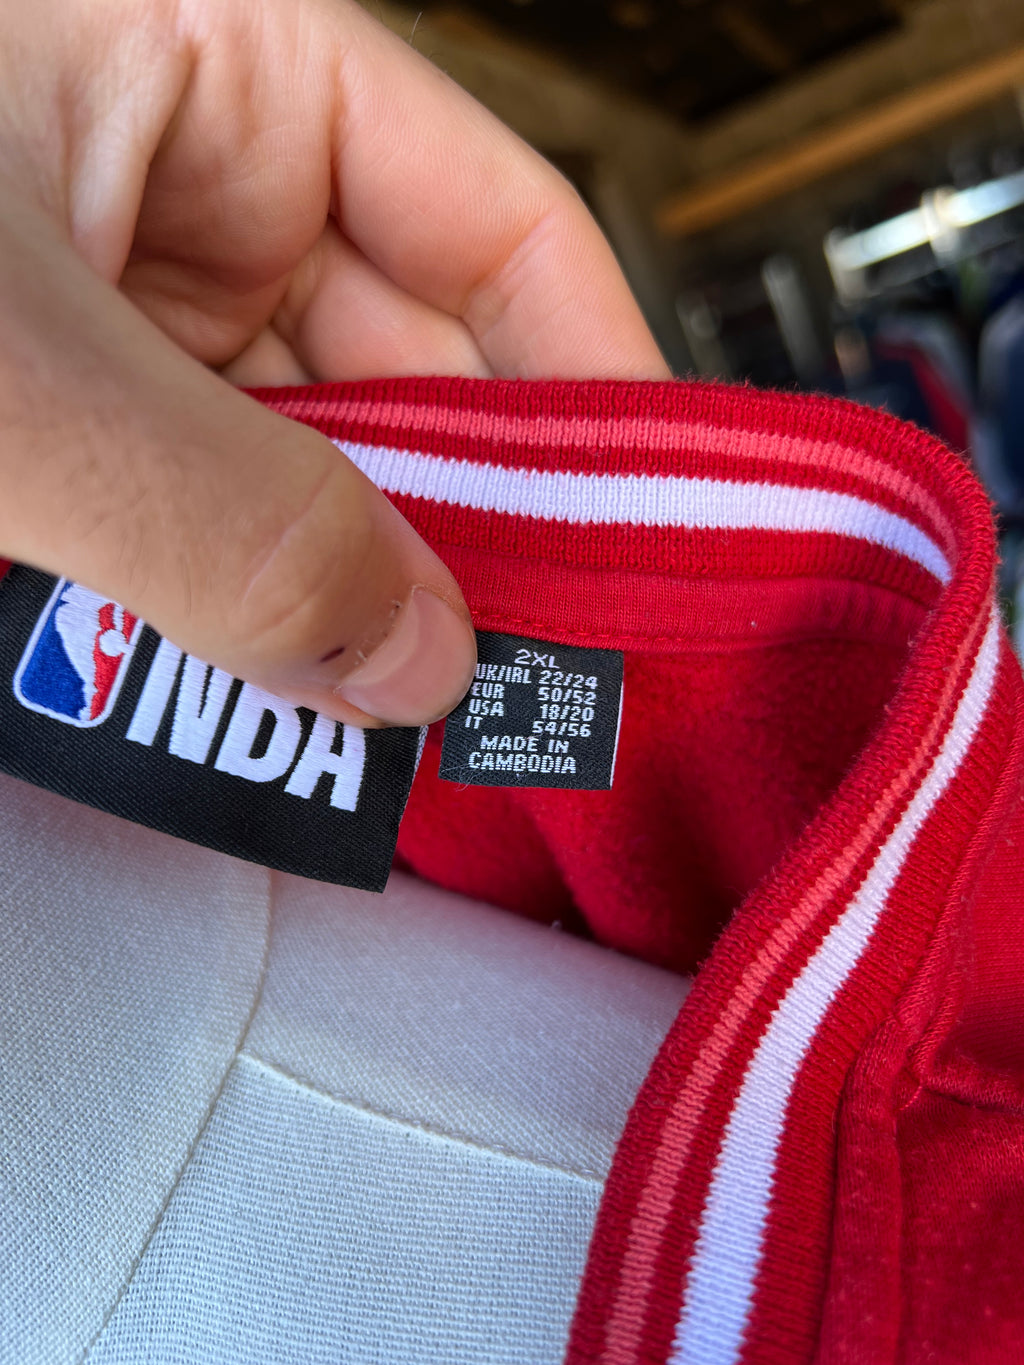 NBA
2XL
UK/IRL 22/24
EUR 50/52
USA 18/20
IT 54/56
MADE IN
CAMBODIA